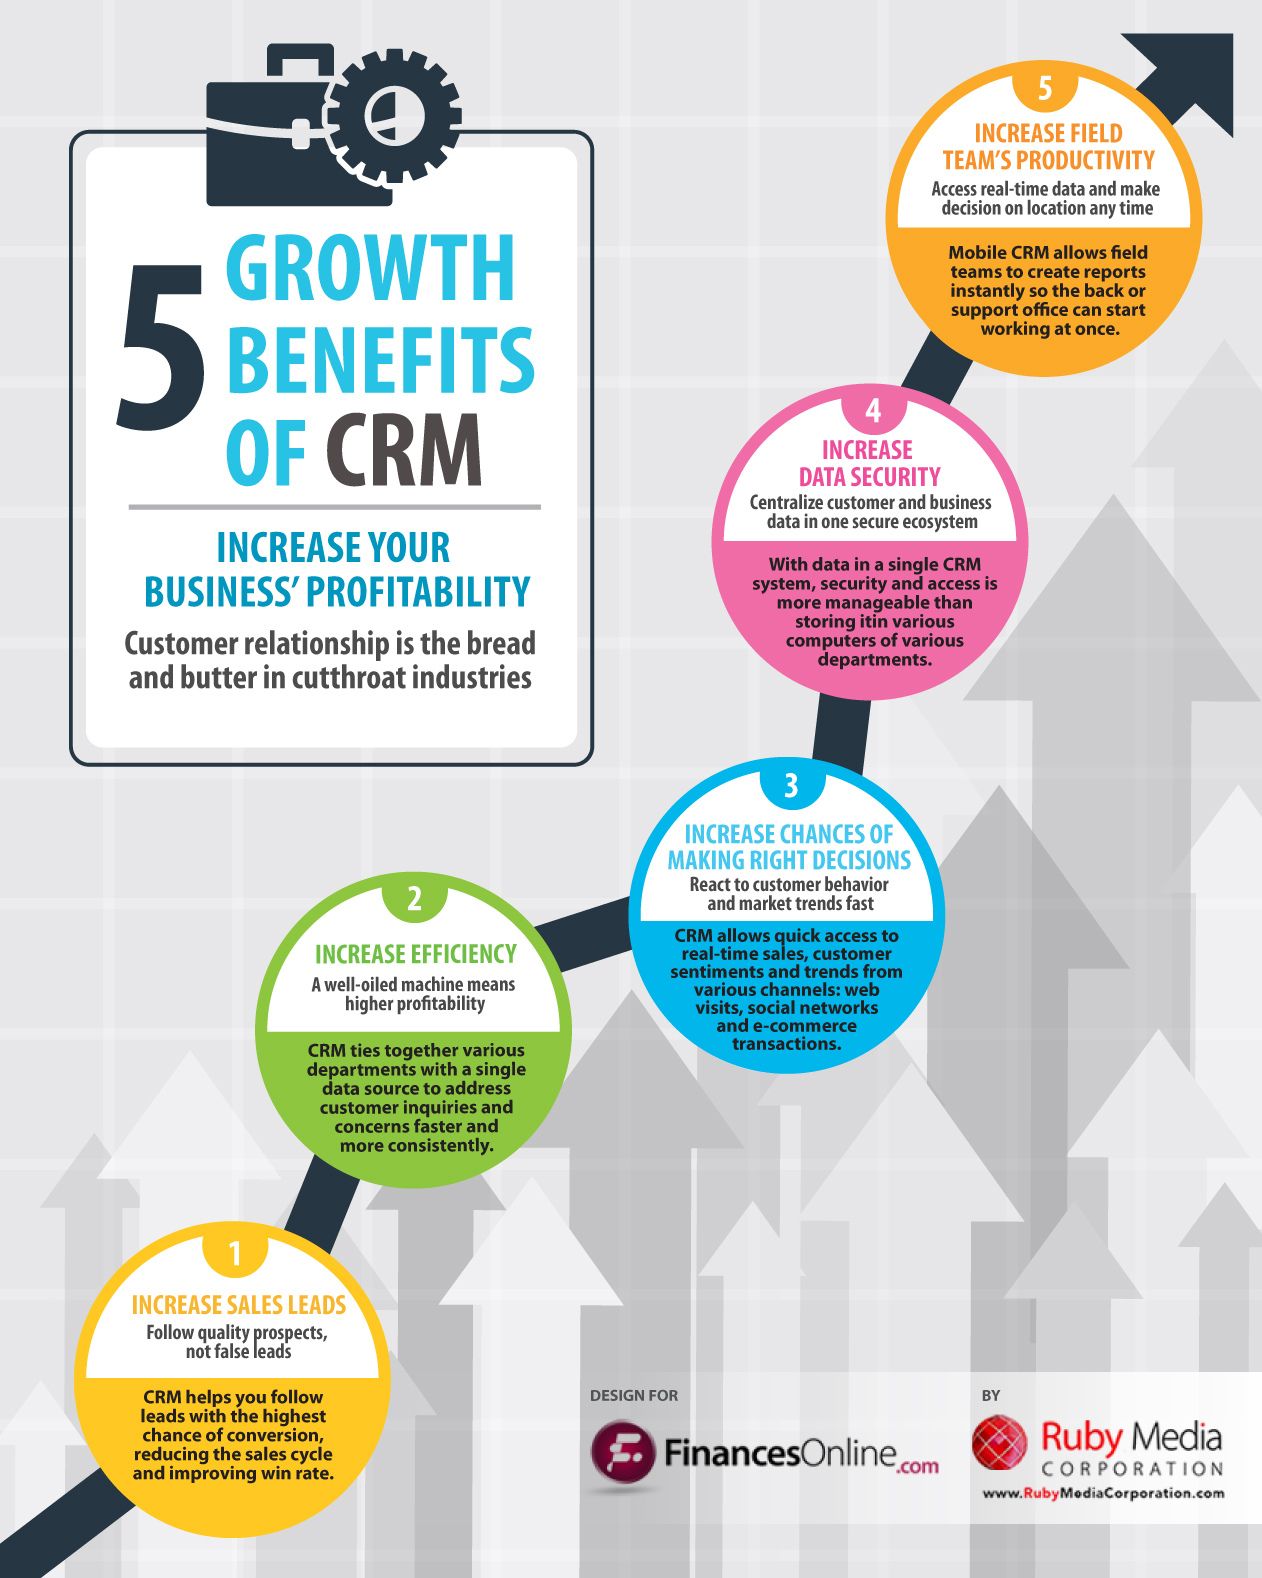 5
GROWTH
BENEFITS
OF CRM
INCREASE YOUR
BUSINESS’ PROFITABILITY
Customer relationship is the bread
and butter in cutthroat industries
5
INCREASE FIELD
TEAM’S PRODUCTIVITY
Access real-time data and make
decision on location any time
Mobile CRM allows field
teams to create reports
instantly so the back or
support office can start
working at once.
4
INCREASE
DATA SECURITY
Centralize customer and business
data in one secure ecosystem
With data in a single CRM
system, security and access is
more manageable than
storing itin various
computers of various
departments.
3
INCREASE CHANCES OF
MAKING RIGHT DECISIONS
React to customer behavior
and market trends fast
CRM allows quick access to
real-time sales, customer
sentiments and trends from
various channels: web
visits, social networks
and e-commerce
transactions.
2
INCREASE EFFICIENCY
A well-oiled machine means
higher profitability
CRM ties together various
departments with a single
data source to address
customer inquiries and
concerns faster and
more consistently.
1
INCREASE SALES LEADS
Follow quality prospects,
not false leads
CRM helps you follow
leads with the highest
chance of conversion,
reducing the sales cycle
and improving win rate.
DESIGN FOR
FinancesOnline.com
BY
Ruby Media
CORPORATION
www.RubyMediaCorporation.com